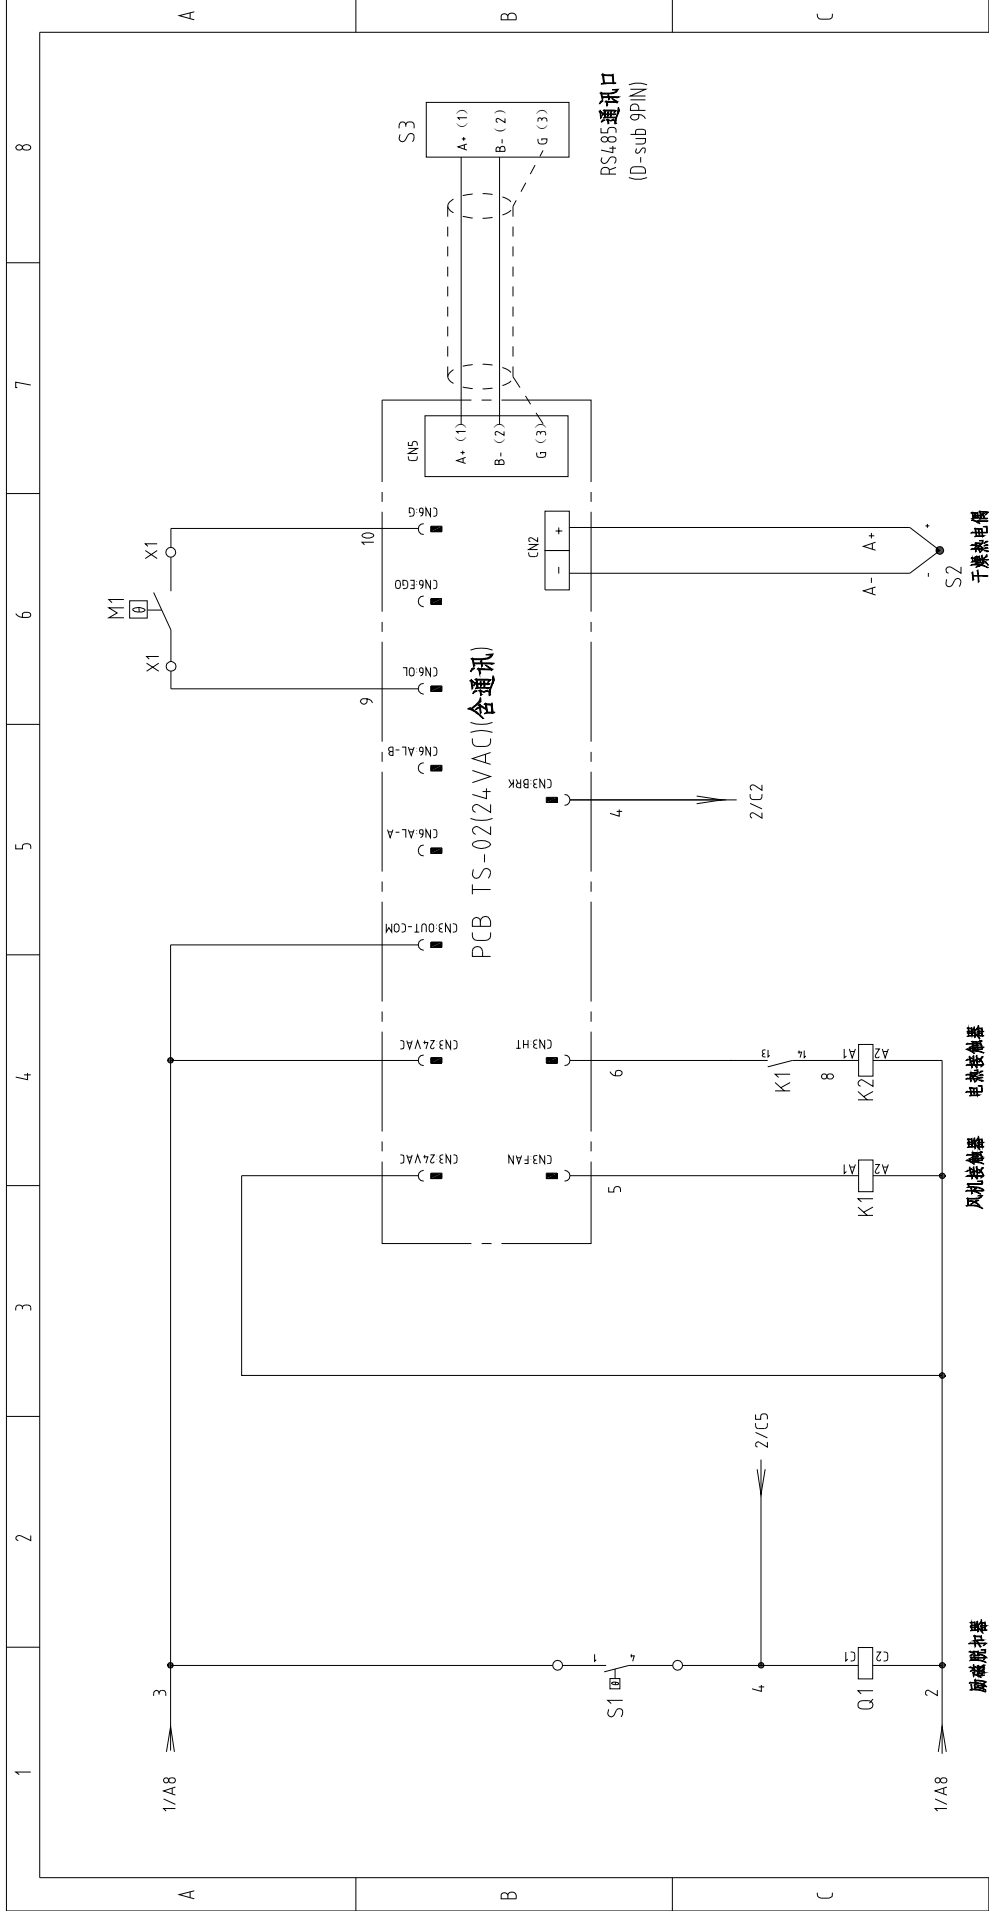 1
2
3
4
5
6
7
8
A
B
C
A
B
C
1/A8
3
1/A8
2
S1
θ
1
4
4
2/C5
Q1
C1
C2
励磁脱扣器
CN3:24VAC
CN3:24VAC
CN3:OUT-COM
CN6:AL-A
CN6:AL-B
CN6:OL
CN6:EGO
CN6:G
9
10
X1
M1
θ
X1
PCB TS-02(24VAC)(含通讯)
CN3:FAN
CN3:HT
CN3:BRK
5
K1
A1
A2
风机接触器
6
K1
13
14
8
K2
A1
A2
电热接触器
4
2/C2
CN2
-
+
A-
A+
-
+
S2
干燥热电偶
CN5
A+ (1)
B- (2)
G (3)
S3
A+ (1)
B- (2)
G (3)
RS485通讯口
(D-sub 9PIN)